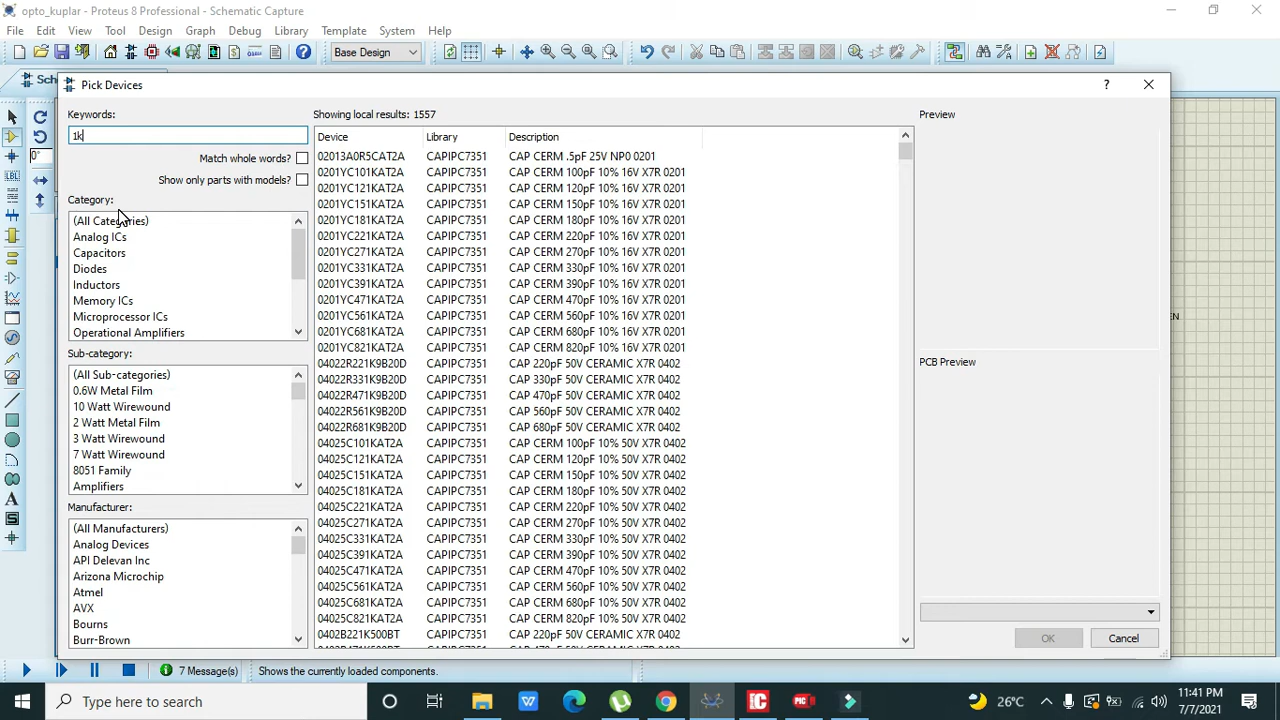 opto_kuplar - Proteus 8 Professional - Schematic Capture
File Edit View Tool Design Graph Debug Library Template System Help
Base Design
Sch
Pick Devices
Keywords:
1k
Match whole words?
Show only parts with models?
Category:
(All Categories)
Analog ICs
Capacitors
Diodes
Inductors
Memory ICs
Microprocessor ICs
Operational Amplifiers
Sub-category:
(All Sub-categories)
0.6W Metal Film
10 Watt Wirewound
2 Watt Metal Film
3 Watt Wirewound
7 Watt Wirewound
8051 Family
Amplifiers
Manufacturer:
(All Manufacturers)
Analog Devices
API Delevan Inc
Arizona Microchip
Atmel
AVX
Bourns
Burr-Brown
Showing local results: 1557
Device Library Description
02013A0R5CAT2A CAPIPC7351 CAP CERM .5pF 25V NP0 0201
0201YC101KAT2A CAPIPC7351 CAP CERM 100pF 10% 16V X7R 0201
0201YC121KAT2A CAPIPC7351 CAP CERM 120pF 10% 16V X7R 0201
0201YC151KAT2A CAPIPC7351 CAP CERM 150pF 10% 16V X7R 0201
0201YC181KAT2A CAPIPC7351 CAP CERM 180pF 10% 16V X7R 0201
0201YC221KAT2A CAPIPC7351 CAP CERM 220pF 10% 16V X7R 0201
0201YC271KAT2A CAPIPC7351 CAP CERM 270pF 10% 16V X7R 0201
0201YC331KAT2A CAPIPC7351 CAP CERM 330pF 10% 16V X7R 0201
0201YC391KAT2A CAPIPC7351 CAP CERM 390pF 10% 16V X7R 0201
0201YC471KAT2A CAPIPC7351 CAP CERM 470pF 10% 16V X7R 0201
0201YC561KAT2A CAPIPC7351 CAP CERM 560pF 10% 16V X7R 0201
0201YC681KAT2A CAPIPC7351 CAP CERM 680pF 10% 16V X7R 0201
0201YC821KAT2A CAPIPC7351 CAP CERM 820pF 10% 16V X7R 0201
04022R221K9B20D CAPIPC7351 CAP 220pF 50V CERAMIC X7R 0402
04022R331K9B20D CAPIPC7351 CAP 330pF 50V CERAMIC X7R 0402
04022R471K9B20D CAPIPC7351 CAP 470pF 50V CERAMIC X7R 0402
04022R561K9B20D CAPIPC7351 CAP 560pF 50V CERAMIC X7R 0402
04022R681K9B20D CAPIPC7351 CAP 680pF 50V CERAMIC X7R 0402
04025C101KAT2A CAPIPC7351 CAP CERM 100pF 10% 50V X7R 0402
04025C121KAT2A CAPIPC7351 CAP CERM 120pF 10% 50V X7R 0402
04025C151KAT2A CAPIPC7351 CAP CERM 150pF 10% 50V X7R 0402
04025C181KAT2A CAPIPC7351 CAP CERM 180pF 10% 50V X7R 0402
04025C221KAT2A CAPIPC7351 CAP CERM 220pF 10% 50V X7R 0402
04025C271KAT2A CAPIPC7351 CAP CERM 270pF 10% 50V X7R 0402
04025C331KAT2A CAPIPC7351 CAP CERM 330pF 10% 50V X7R 0402
04025C391KAT2A CAPIPC7351 CAP CERM 390pF 10% 50V X7R 0402
04025C471KAT2A CAPIPC7351 CAP CERM 470pF 10% 50V X7R 0402
04025C561KAT2A CAPIPC7351 CAP CERM 560pF 10% 50V X7R 0402
04025C681KAT2A CAPIPC7351 CAP CERM 680pF 10% 50V X7R 0402
04025C821KAT2A CAPIPC7351 CAP CERM 820pF 10% 50V X7R 0402
0402B221K500BT CAPIPC7351 CAP 220pF 50V CERAMIC X7R 0402
Preview
PCB Preview
OK Cancel
EN
0°
LBL
7 Message(s) Shows the currently loaded components.
Type here to search
26°C
11:41 PM
7/7/2021